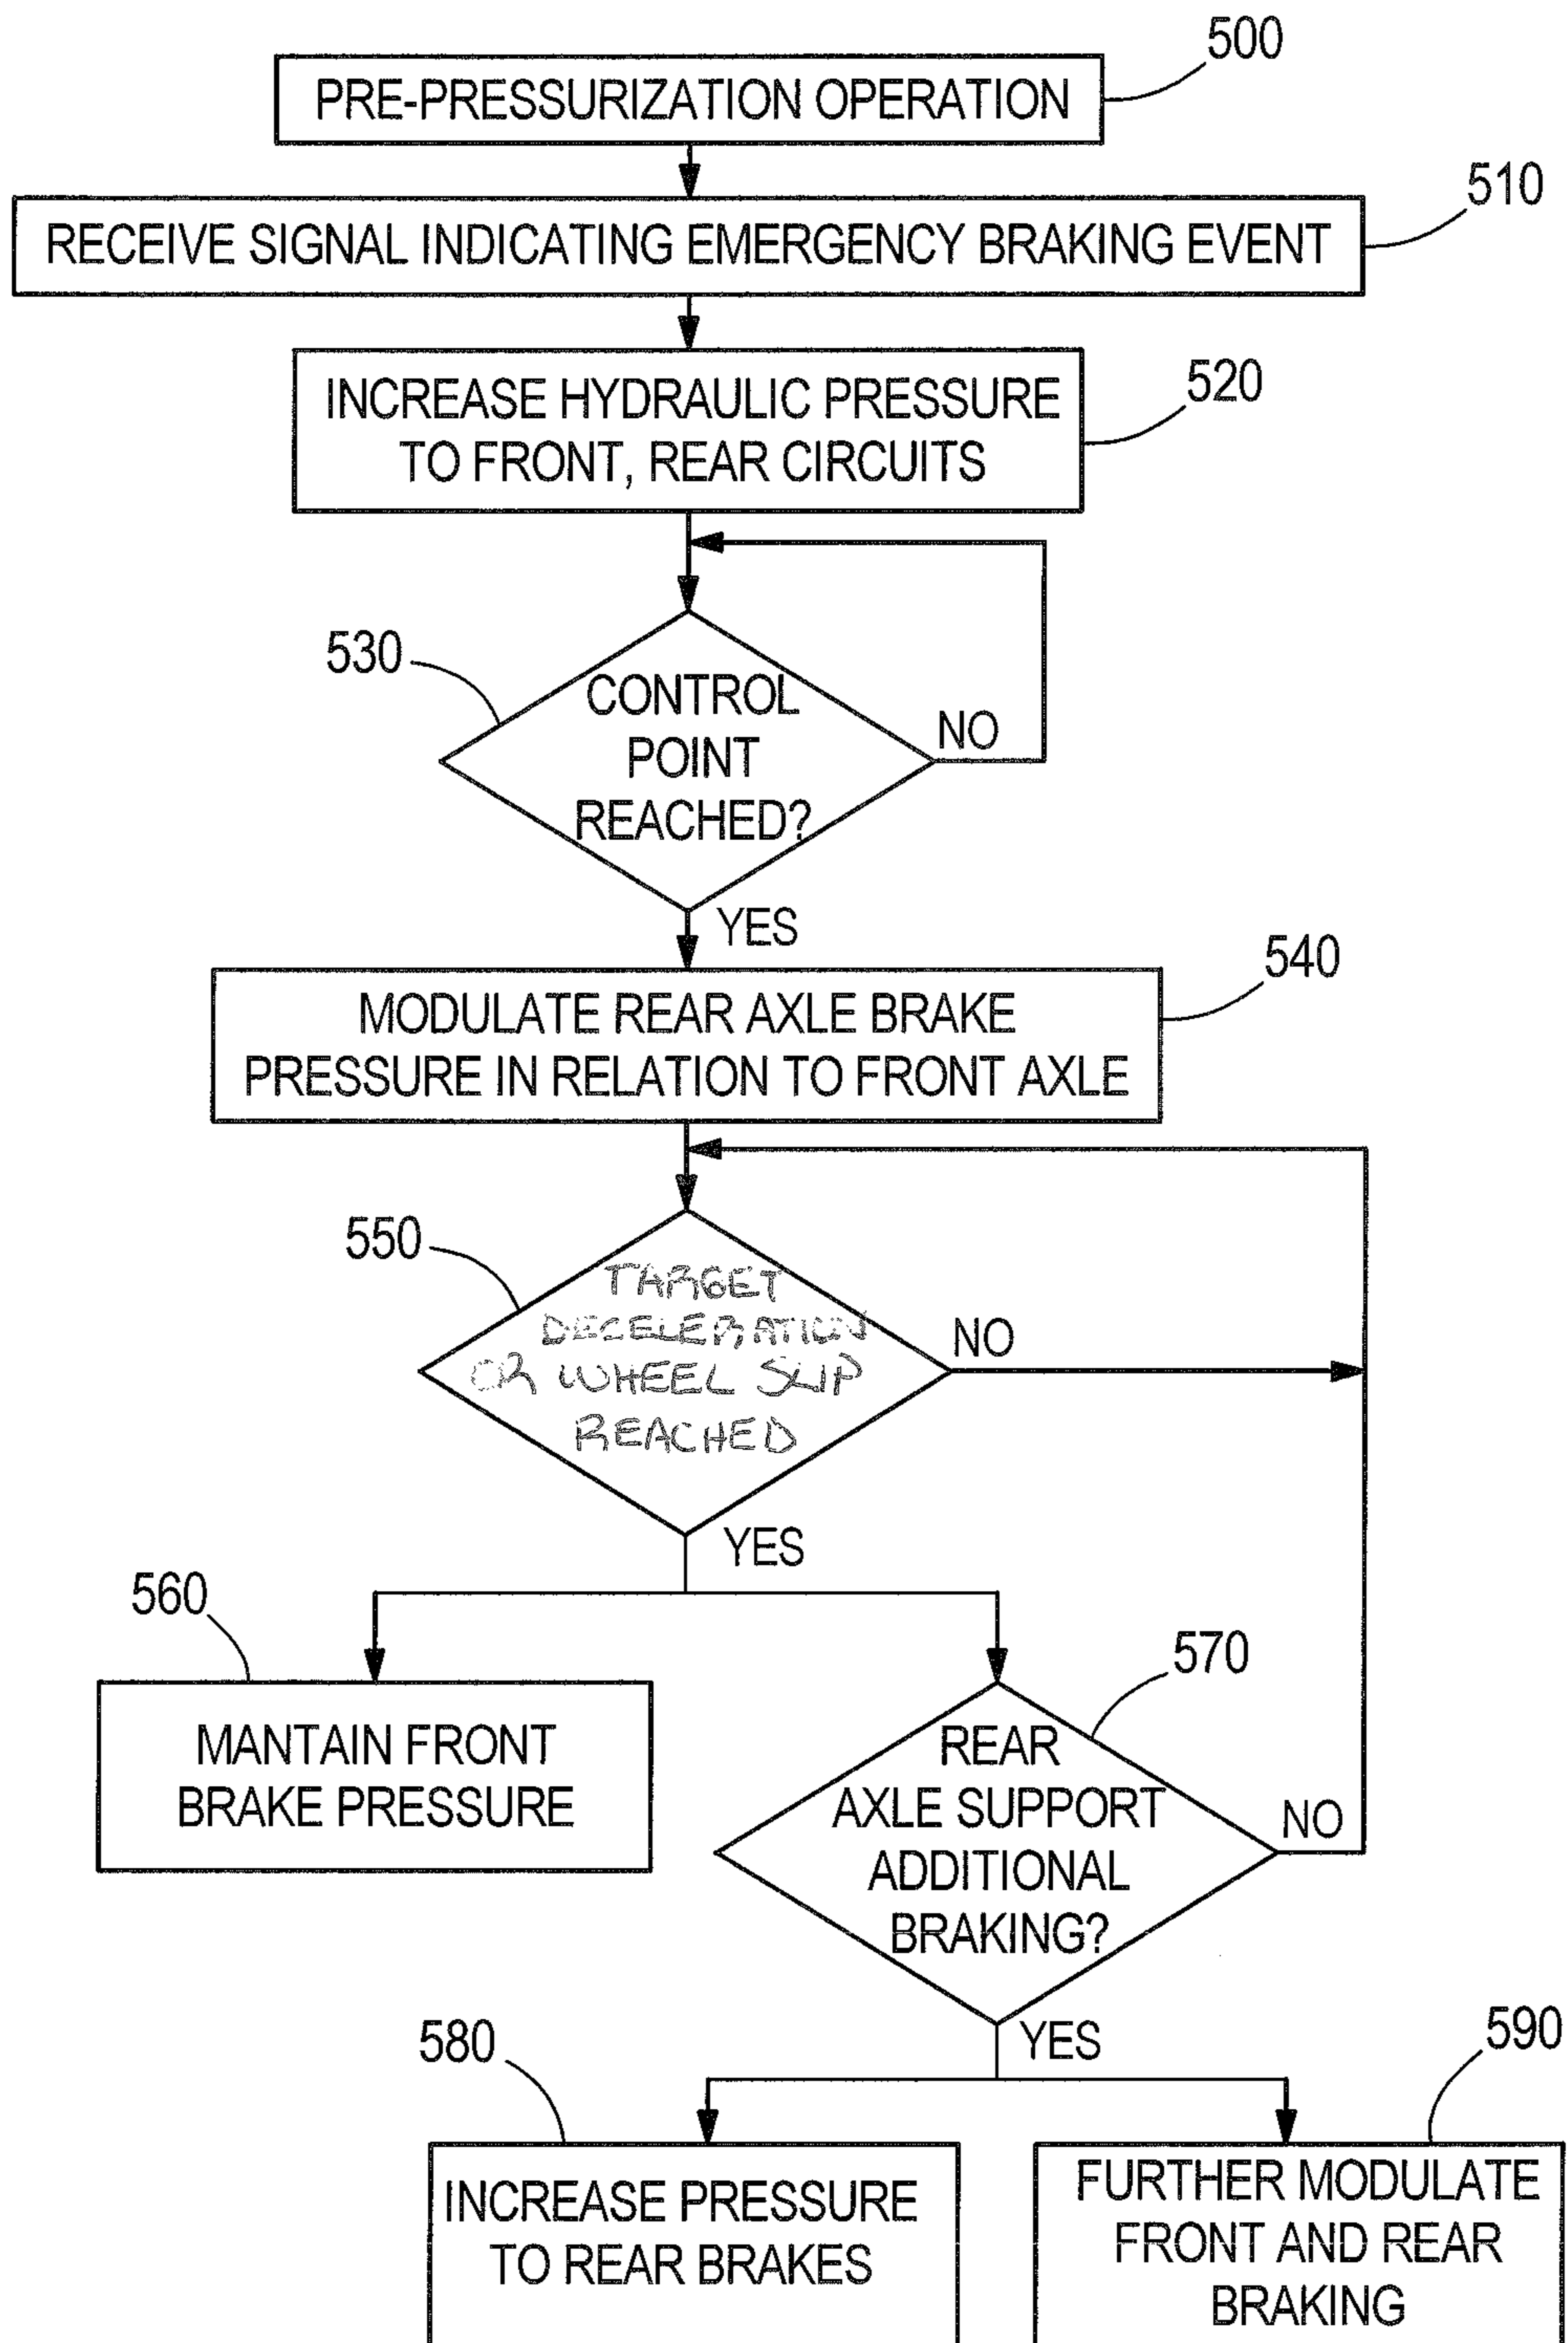 500
PRE-PRESSURIZATION OPERATION
510
RECEIVE SIGNAL INDICATING EMERGENCY BRAKING EVENT
520
INCREASE HYDRAULIC PRESSURE
TO FRONT, REAR CIRCUITS
530
CONTROL
POINT
REACHED?
NO
YES
540
MODULATE REAR AXLE BRAKE
PRESSURE IN RELATION TO FRONT AXLE
550
TARGET
DECELERATION
OR WHEEL SLIP
REACHED
NO
YES
560
MANTAIN FRONT
BRAKE PRESSURE
570
REAR
AXLE SUPPORT
ADDITIONAL
BRAKING?
NO
YES
580
INCREASE PRESSURE
TO REAR BRAKES
590
FURTHER MODULATE
FRONT AND REAR
BRAKING